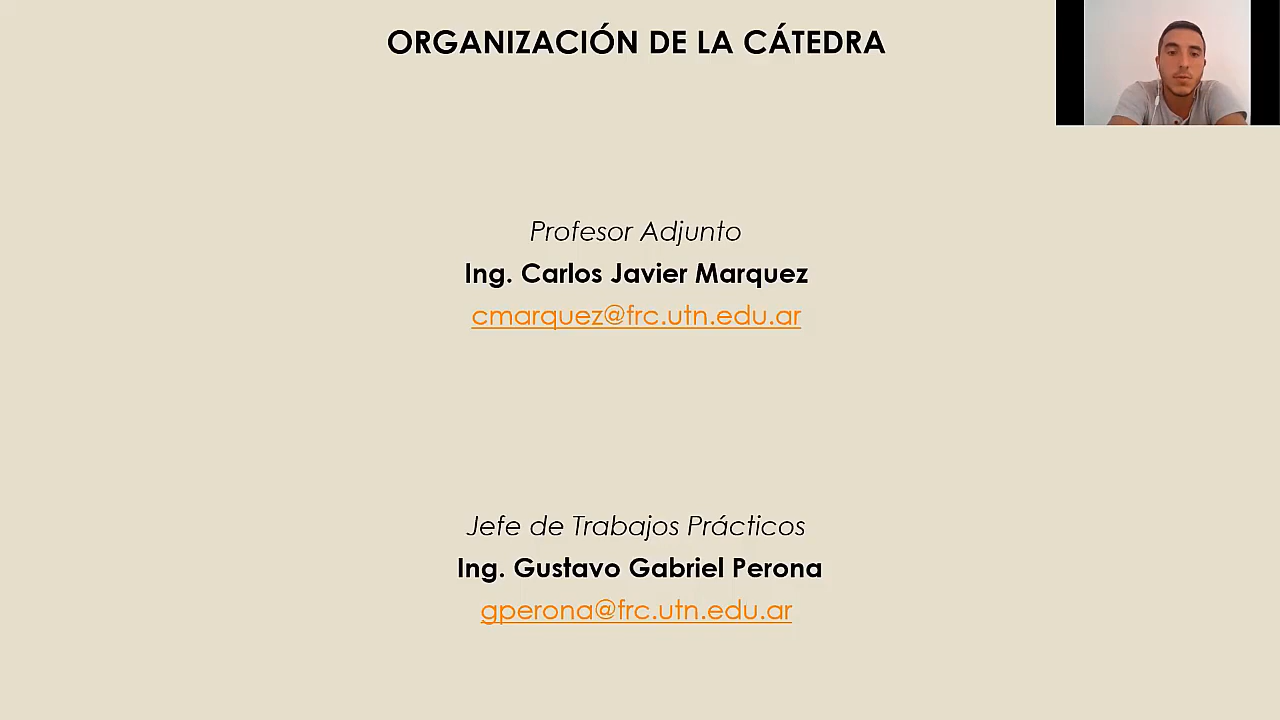 ORGANIZACIÓN DE LA CÁTEDRA
Profesor Adjunto
Ing. Carlos Javier Marquez
cmarquez@frc.utn.edu.ar
Jefe de Trabajos Prácticos
Ing. Gustavo Gabriel Perona
gperona@frc.utn.edu.ar